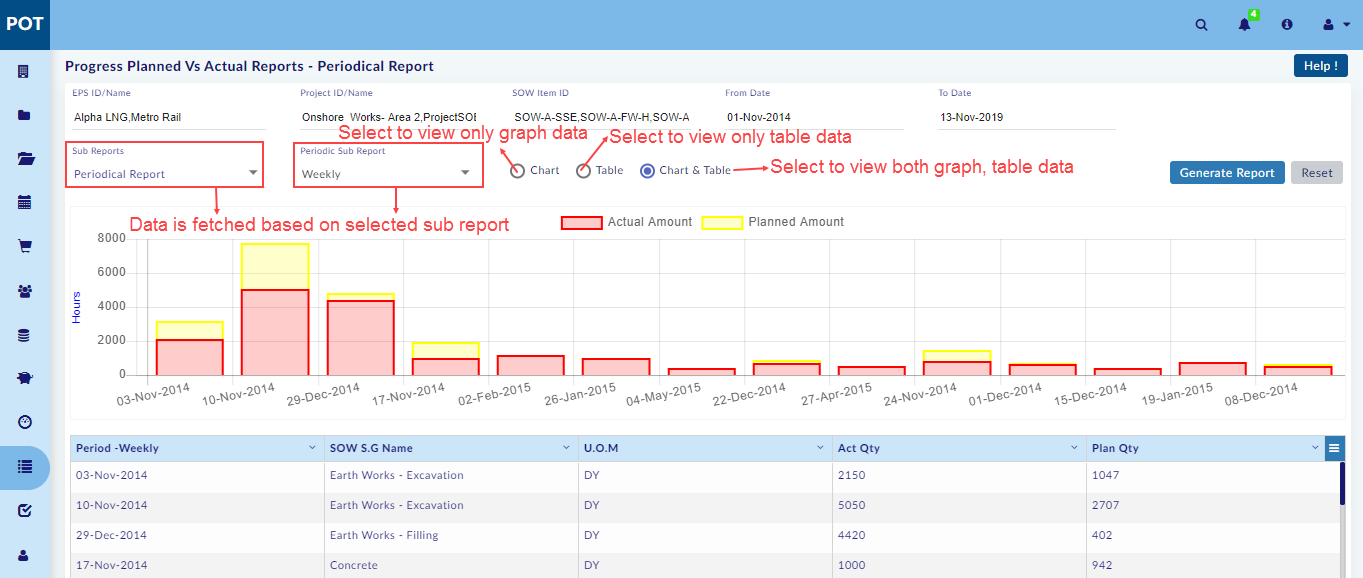 POT
4
Progress Planned Vs Actual Reports - Periodical Report
Help !
EPS ID/Name
Project ID/Name
SOW Item ID
From Date
To Date
Alpha LNG,Metro Rail
Onshore Works- Area 2,ProjectSOE
SOW-A-SSE,SOW-A-FW-H,SOW-A
01-Nov-2014
13-Nov-2019
Select to view only graph data
Select to view only table data
Sub Reports
Periodical Report
Periodic Sub Report
Weekly
Chart
Table
Chart & Table
Select to view both graph, table data
Generate Report
Reset
Data is fetched based on selected sub report
Actual Amount
Planned Amount
8000
6000
4000
2000
0
Hours
03-Nov-2014
10-Nov-2014
29-Dec-2014
17-Nov-2014
02-Feb-2015
26-Jan-2015
04-May-2015
22-Dec-2014
27-Apr-2015
24-Nov-2014
01-Dec-2014
15-Dec-2014
19-Jan-2015
08-Dec-2014
Period -Weekly SOW S.G Name U.O.M Act Qty Plan Qty
03-Nov-2014 Earth Works - Excavation DY 2150 1047
10-Nov-2014 Earth Works - Excavation DY 5050 2707
29-Dec-2014 Earth Works - Filling DY 4420 402
17-Nov-2014 Concrete DY 1000 942